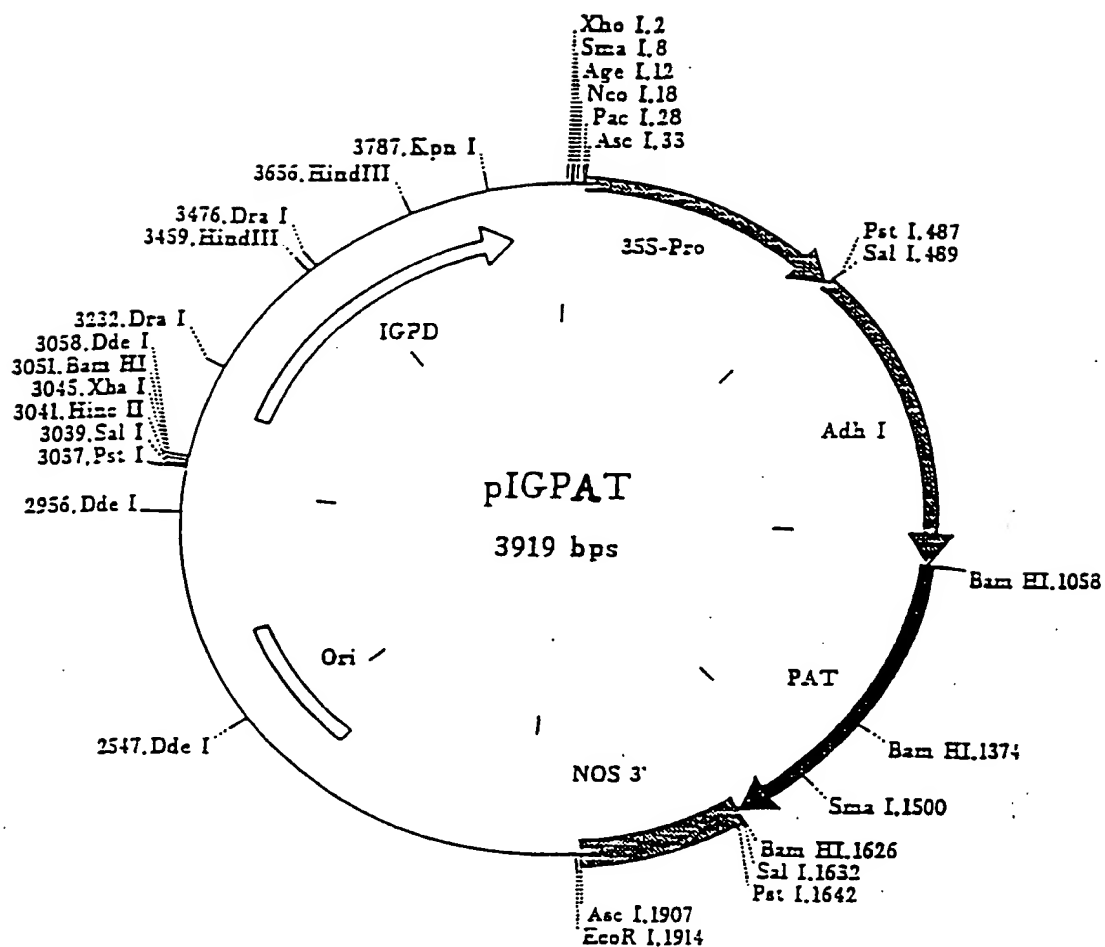 Xho I.2
Sma I.8
Age I.12
Nco I.18
Pac I.28
Asc I.33
3787.Kpn I
3656.HindIII
3476.Dra I
3459.HindIII
35S-Pro
Pst I.487
Sal I.489
IGPD
3232.Dra I
3058.Dde I
3051.Bam HI
3045.Xba I
3041.Hinc II
3039.Sal I
3037.Pst I
Adh I
pIGPAT
2956.Dde I
3919 bps
Bam HI.1058
Ori
PAT
2547.Dde I
Bam HI.1374
NOS 3'
Sma I.1500
Bam HI.1626
Sal I.1632
Pst I.1642
Asc I.1907
EcoR I.1914